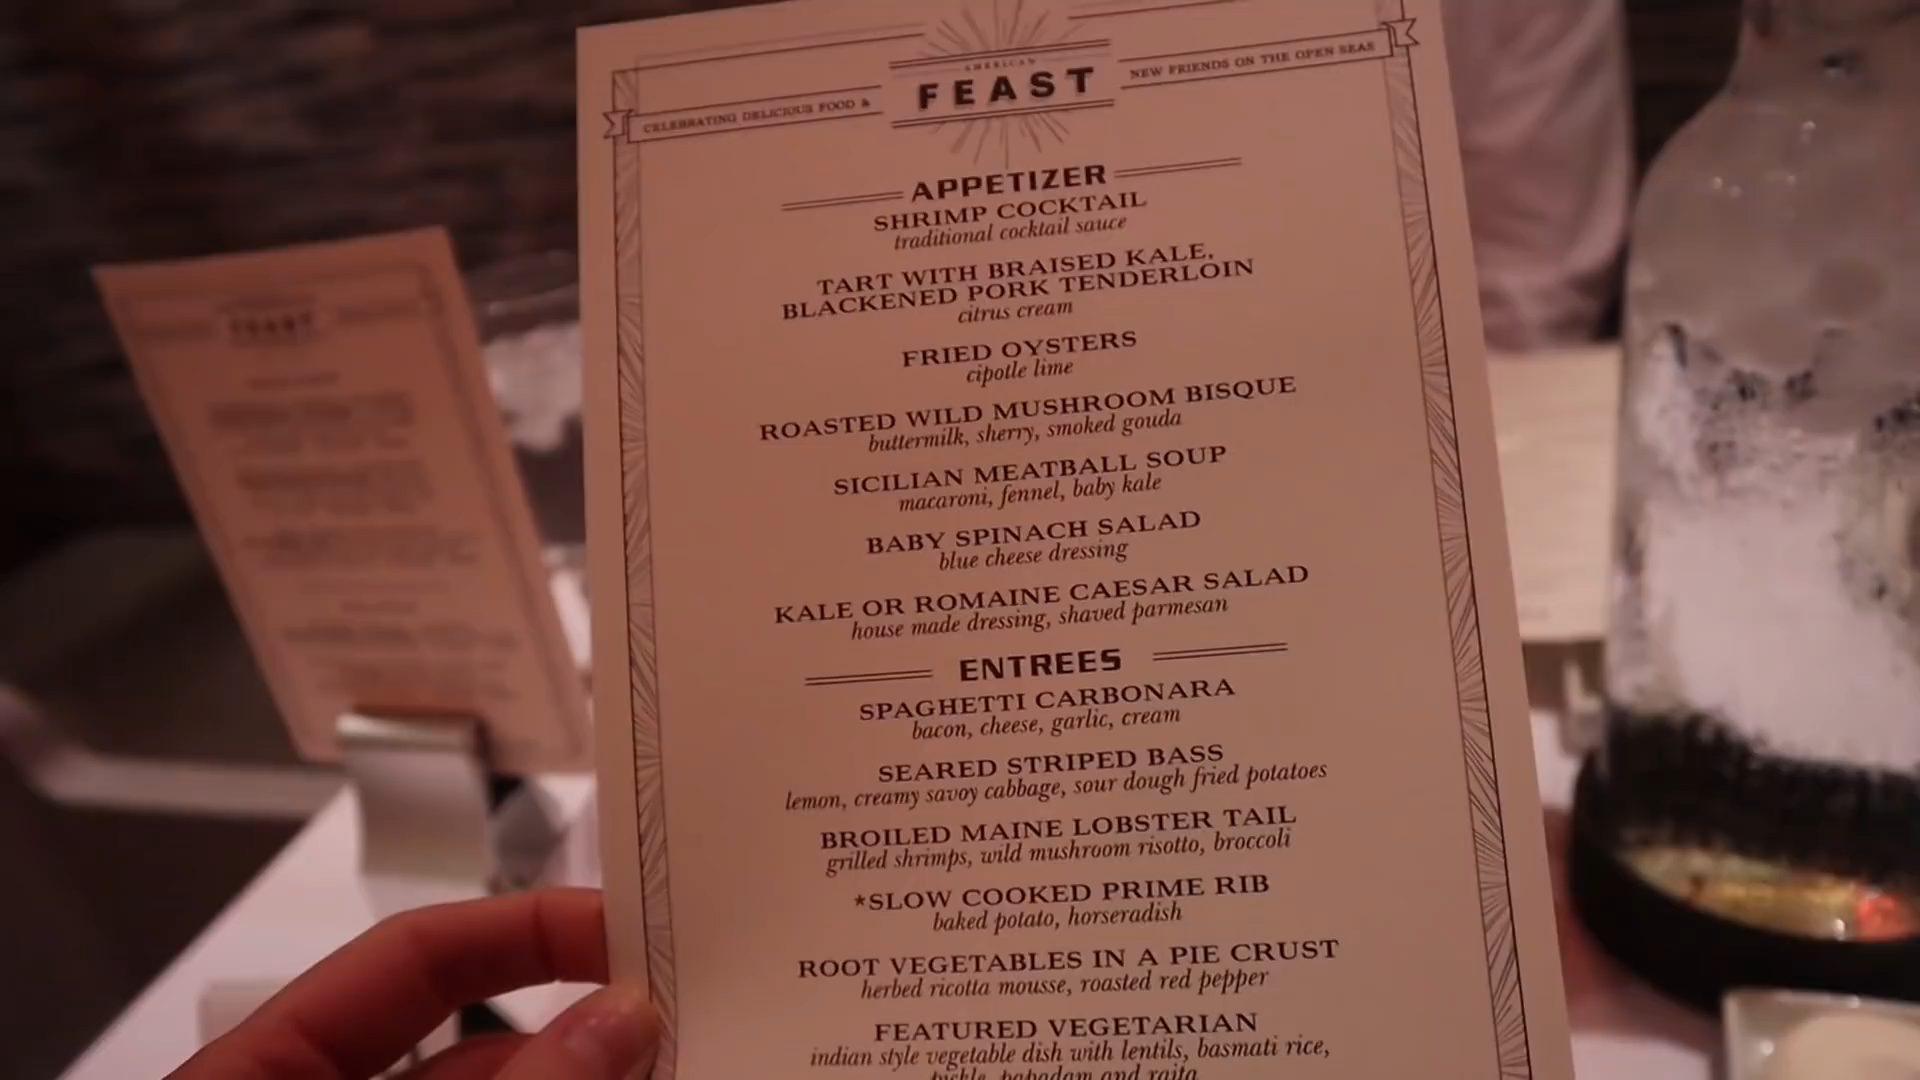 AMERICAN
FEAST
CELEBRATING DELICIOUS FOOD &
NEW FRIENDS ON THE OPEN SEAS
APPETIZER
SHRIMP COCKTAIL
traditional cocktail sauce
TART WITH BRAISED KALE,
BLACKENED PORK TENDERLOIN
citrus cream
FRIED OYSTERS
cipotle lime
ROASTED WILD MUSHROOM BISQUE
buttermilk, sherry, smoked gouda
SICILIAN MEATBALL SOUP
macaroni, fennel, baby kale
BABY SPINACH SALAD
blue cheese dressing
KALE OR ROMAINE CAESAR SALAD
house made dressing, shaved parmesan
ENTREES
SPAGHETTI CARBONARA
bacon, cheese, garlic, cream
SEARED STRIPED BASS
lemon, creamy savoy cabbage, sour dough fried potatoes
BROILED MAINE LOBSTER TAIL
grilled shrimps, wild mushroom risotto, broccoli
*SLOW COOKED PRIME RIB
baked potato, horseradish
ROOT VEGETABLES IN A PIE CRUST
herbed ricotta mousse, roasted red pepper
FEATURED VEGETARIAN
indian style vegetable dish with lentils, basmati rice,
pickle, papadam and raita
FEAST